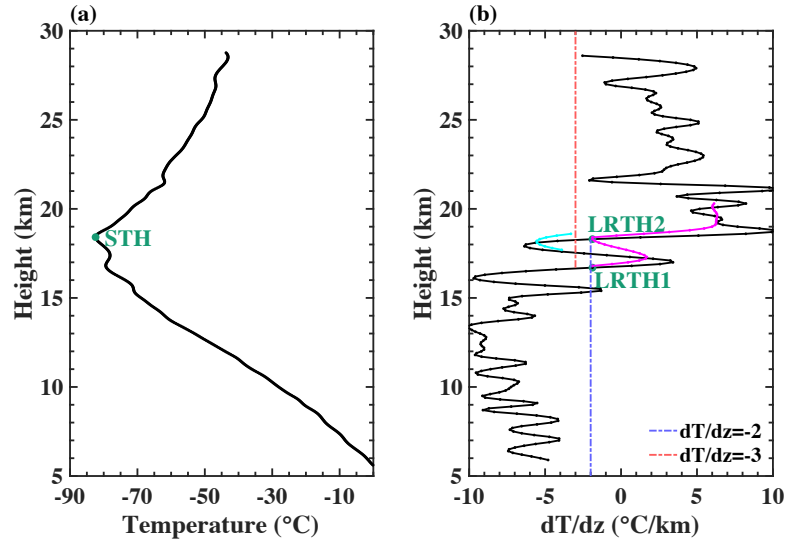 (a)
30
25
20
15
10
5
Height (km)
STH
-90
-70
-50
-30
-10
0
Temperature (°C)
(b)
30
25
20
15
10
5
Height (km)
LRTH2
LRTH1
dT/dz=-2
dT/dz=-3
-10
-5
0
5
10
dT/dz (°C/km)